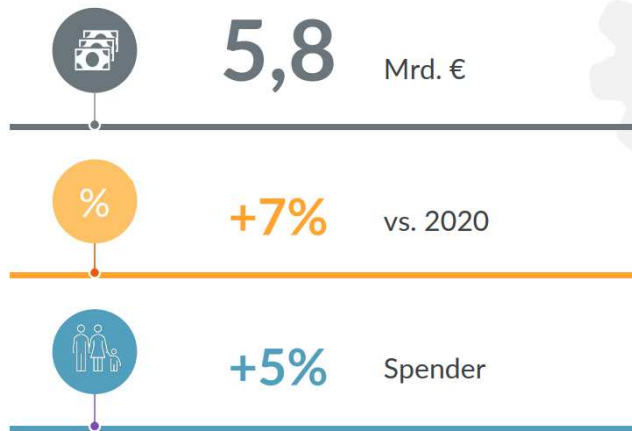 5,8 Mrd. €
% +7% vs. 2020
+5% Spender